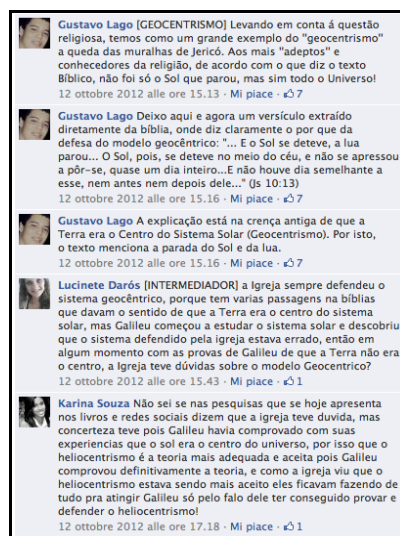 Gustavo Lago [GEOCENTRISMO] Levando em conta á questão
religiosa, temos como um grande exemplo do "geocentrismo"
a queda das muralhas de Jericó. Aos mais "adeptos" e
conhecedores da religião, de acordo com o que diz o texto
Bíblico, não foi só o Sol que parou, mas sim todo o Universo!
12 ottobre 2012 alle ore 15.13 · Mi piace · 7
Gustavo Lago Deixo aqui e agora um versículo extraído
diretamente da bíblia, onde diz claramente o por que da
defesa do modelo geocêntrico: "... E o Sol se deteve, a lua
parou... O Sol, pois, se deteve no meio do céu, e não se apressou
a pôr-se, quase um dia inteiro...E não houve dia semelhante a
esse, nem antes nem depois dele..." (Js 10:13)
12 ottobre 2012 alle ore 15.16 · Mi piace · 7
Gustavo Lago A explicação está na crença antiga de que a
Terra era o Centro do Sistema Solar (Geocentrismo). Por isto,
o texto menciona a parada do Sol e da lua.
12 ottobre 2012 alle ore 15.16 · Mi piace · 7
Lucinete Darós [INTERMEDIADOR] a Igreja sempre defendeu o
sistema geocêntrico, porque tem varias passagens na bíblias
que davam o sentido de que a Terra era o centro do sistema
solar, mas Galileu começou a estudar o sistema solar e descobriu
que o sistema defendido pela igreja estava errado, então em
algum momento com as provas de Galileu de que a Terra não era
o centro, a Igreja teve dúvidas sobre o modelo Geocentrico?
12 ottobre 2012 alle ore 15.43 · Mi piace · 1
Karina Souza Não sei se nas pesquisas que se hoje apresenta
nos livros e redes sociais dizem que a igreja teve duvida, mas
concerteza teve pois Galileu havia comprovado com suas
experiencias que o sol era o centro do universo, por isso que o
heliocentrismo é a teoria mais adequada e aceita pois Galileu
comprovou definitivamente a teoria, e como a igreja viu que o
heliocentrismo estava sendo mais aceito eles ficavam fazendo de
tudo pra atingir Galileu só pelo falo dele ter conseguido provar e
defender o heliocentrismo!
12 ottobre 2012 alle ore 17.18 · Mi piace · 1